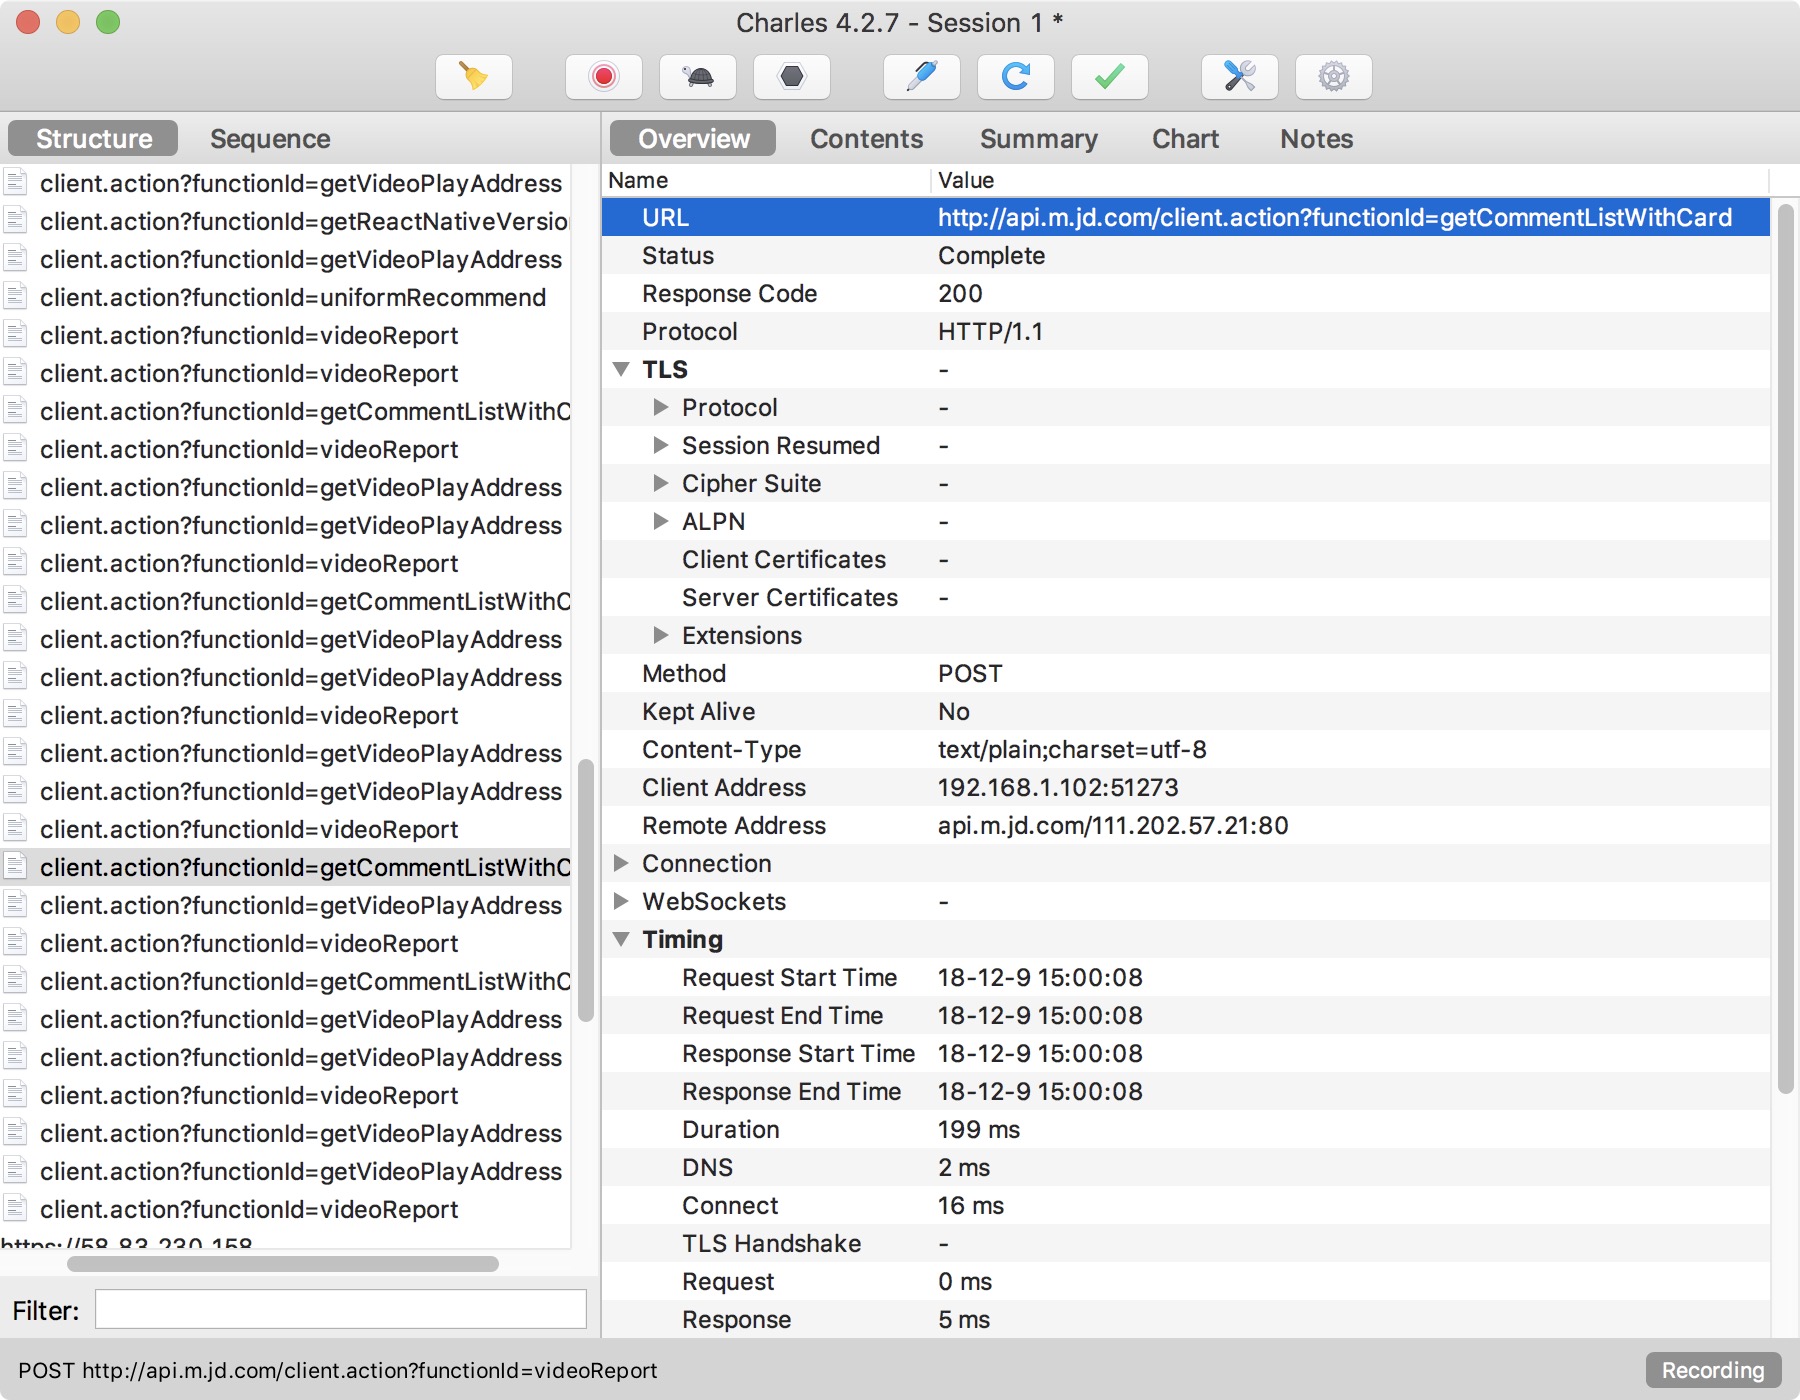 Charles 4.2.7 - Session 1 *
Structure Sequence
client.action?functionId=getVideoPlayAddress
client.action?functionId=getReactNativeVersio
client.action?functionId=getVideoPlayAddress
client.action?functionId=uniformRecommend
client.action?functionId=videoReport
client.action?functionId=videoReport
client.action?functionId=getCommentListWithC
client.action?functionId=videoReport
client.action?functionId=getVideoPlayAddress
client.action?functionId=getVideoPlayAddress
client.action?functionId=videoReport
client.action?functionId=getCommentListWithC
client.action?functionId=getVideoPlayAddress
client.action?functionId=getVideoPlayAddress
client.action?functionId=videoReport
client.action?functionId=getVideoPlayAddress
client.action?functionId=getVideoPlayAddress
client.action?functionId=videoReport
client.action?functionId=getCommentListWithC
client.action?functionId=getVideoPlayAddress
client.action?functionId=videoReport
client.action?functionId=getCommentListWithC
client.action?functionId=getVideoPlayAddress
client.action?functionId=getVideoPlayAddress
client.action?functionId=videoReport
client.action?functionId=getVideoPlayAddress
client.action?functionId=getVideoPlayAddress
client.action?functionId=videoReport
https://58.83.230.158
Filter:
Overview Contents Summary Chart Notes
Name Value
URL http://api.m.jd.com/client.action?functionId=getCommentListWithCard
Status Complete
Response Code 200
Protocol HTTP/1.1
TLS -
Protocol -
Session Resumed -
Cipher Suite -
ALPN -
Client Certificates -
Server Certificates -
Extensions
Method POST
Kept Alive No
Content-Type text/plain;charset=utf-8
Client Address 192.168.1.102:51273
Remote Address api.m.jd.com/111.202.57.21:80
Connection
WebSockets -
Timing
Request Start Time 18-12-9 15:00:08
Request End Time 18-12-9 15:00:08
Response Start Time 18-12-9 15:00:08
Response End Time 18-12-9 15:00:08
Duration 199 ms
DNS 2 ms
Connect 16 ms
TLS Handshake -
Request 0 ms
Response 5 ms
POST http://api.m.jd.com/client.action?functionId=videoReport
Recording